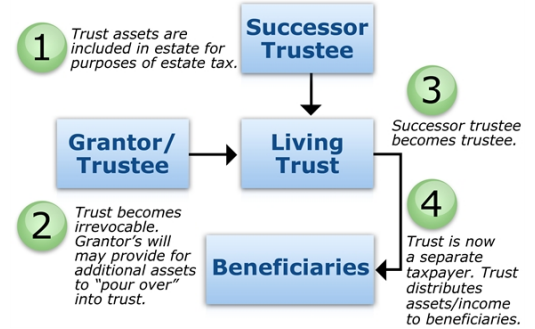 1
Trust assets are
included in estate for
purposes of estate tax.
Successor
Trustee
3
Successor trustee
becomes trustee.
Grantor/
Trustee
Living
Trust
2
Trust becomes
irrevocable.
Grantor’s will
may provide for
additional assets
to “pour over”
into trust.
4
Trust is now
a separate
taxpayer. Trust
distributes
assets/income
to beneficiaries.
Beneficiaries